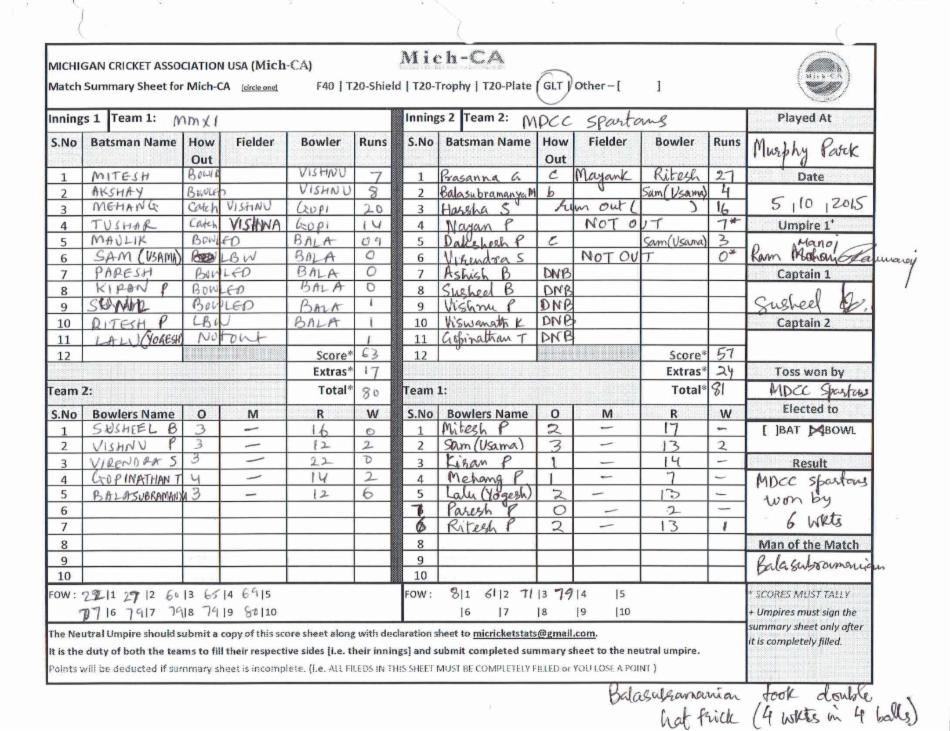 Mich-CA
MICHIGAN CRICKET ASSOCIATION USA (Mich-CA)
Match Summary Sheet for Mich-CA (circle one) F40 | T20-Shield | T20-Trophy | T20-Plate | GLT | Other – [ ]
Innings 1 Team 1: MMXI
S.No Batsman Name How Out Fielder Bowler Runs
1 MITESH Bowld VISHNU 7
2 AKSHAY Bowled VISHNU 8
3 MEHANG Catch VISHNU GOPI 20
4 TUSHAR Catch VISHWA GOPI 14
5 MAULIK BOWLED BALA 09
6 SAM (USAMA) LBW BALA 0
7 PARESH BOWLED BALA 0
8 KIRAN P BOWLED BALA 0
9 SUNIL BOWLED BALA 1
10 RITESH P LBW BALA 1
11 LALU (YOGESH) NOTOUT 1
12 Score* 63
Extras* 17
Team 2: Total* 80
S.No Bowlers Name O M R W
1 SUSHEEL B 3 — 16 0
2 VISHNU P 3 — 12 2
3 VIRENDRA S 3 — 22 0
4 GOPINATHAN T 4 — 14 2
5 BALASUBRAMANYA 3 — 12 6
6
7
8
9
10
FOW : 22|1 27|2 60|3 65|4 69|5
77|6 79|7 79|8 79|9 80|10
Innings 2 Team 2: MDCC Spartans
S.No Batsman Name How Out Fielder Bowler Runs
1 Prasanna G C Mayank Ritesh 27
2 Balasubramanya M b Sam (Usama) 4
3 Harsha S run out ( ) 16
4 Nayan P NOT OUT 7*
5 Dakshesh P C Sam (Usama) 3
6 Virendra S NOT OUT 0*
7 Ashish B DNB
8 Susheel B DNB
9 Vishnu P DNB
10 Viswanath K DNB
11 Gopinathan T DNB
12 Score* 57
Extras* 24
Team 1: Total* 81
S.No Bowlers Name O M R W
1 Mitesh P 2 — 17 —
2 Sam (Usama) 3 — 13 2
3 Kiran P 1 — 14 —
4 Mehang P 1 — 7 —
5 Lalu (Yogesh) 2 — 13 —
7 Paresh P 0 — 2 —
6 Ritesh P 2 — 13 1
8
9
10
FOW : 8|1 61|2 71|3 79|4 |5
|6 |7 |8 |9 |10
Played At
Murphy Park
Date
5/10/2015
Umpire 1*
Manoj
Ram Mohan
Captain 1
Susheel B.
Captain 2
Toss won by
MDCC Spartans
Elected to
[ ]BAT [X]BOWL
Result
MDCC Spartans
won by
6 wkts
Man of the Match
Balasubramanian
* SCORES MUST TALLY
+ Umpires must sign the
summary sheet only after
it is completely filled.
The Neutral Umpire should submit a copy of this score sheet along with declaration sheet to micricketstats@gmail.com.
It is the duty of both the teams to fill their respective sides [i.e. their innings] and submit completed summary sheet to the neutral umpire.
Points will be deducted if summary sheet is incomplete. (i.e. ALL FILEDS IN THIS SHEET MUST BE COMPLETELY FILLED or YOU LOSE A POINT )
Balasubramanian took double
hat trick (4 wkts in 4 balls)